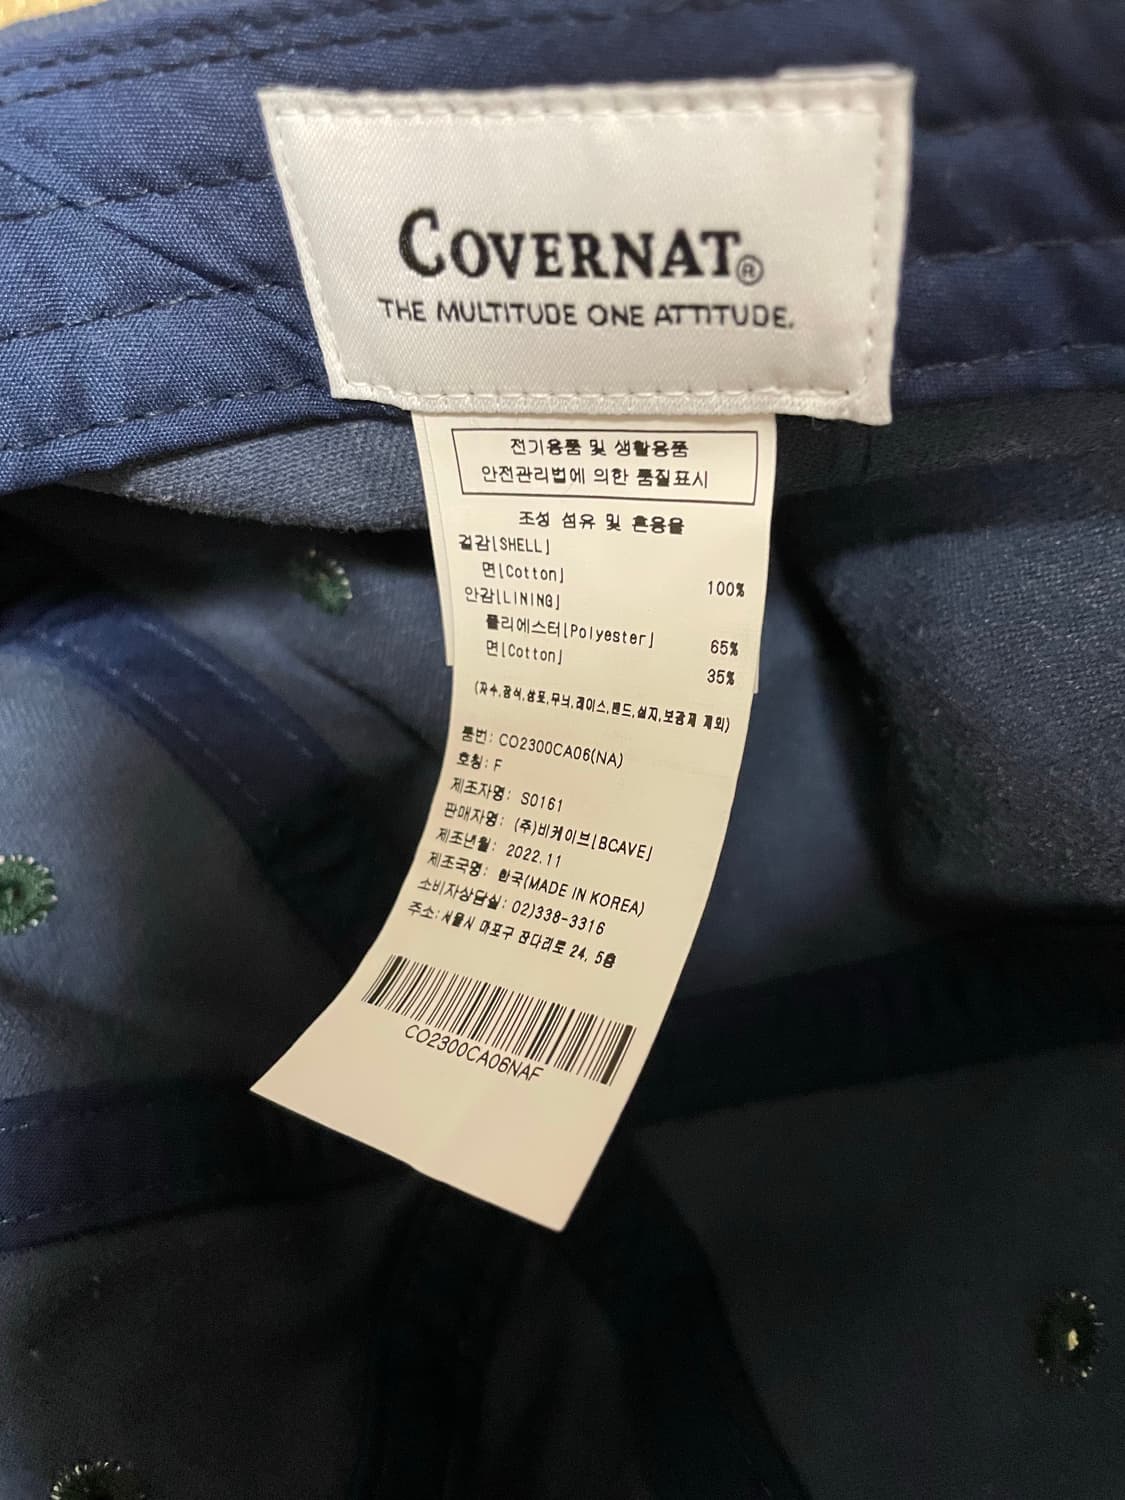 COVERNAT®
THE MULTITUDE ONE ATTITUDE.
전기용품 및 생활용품
안전관리법에 의한 품질표시
조성 섬유 및 혼용율
겉감[SHELL]
면[Cotton] 100%
안감[LINING]
폴리에스터[Polyester] 65%
면[Cotton] 35%
(자수,장식,상표,무늬,레이스,밴드,실지,보강재 제외)
품번: CO2300CA06(NA)
호칭: F
제조자명: S0161
판매자명: (주)비케이브[BCAVE]
제조년월: 2022.11
제조국명: 한국(MADE IN KOREA)
소비자상담실: 02)338-3316
주소: 서울시 마포구 잔다리로 24, 5층
CO2300CA06NAF